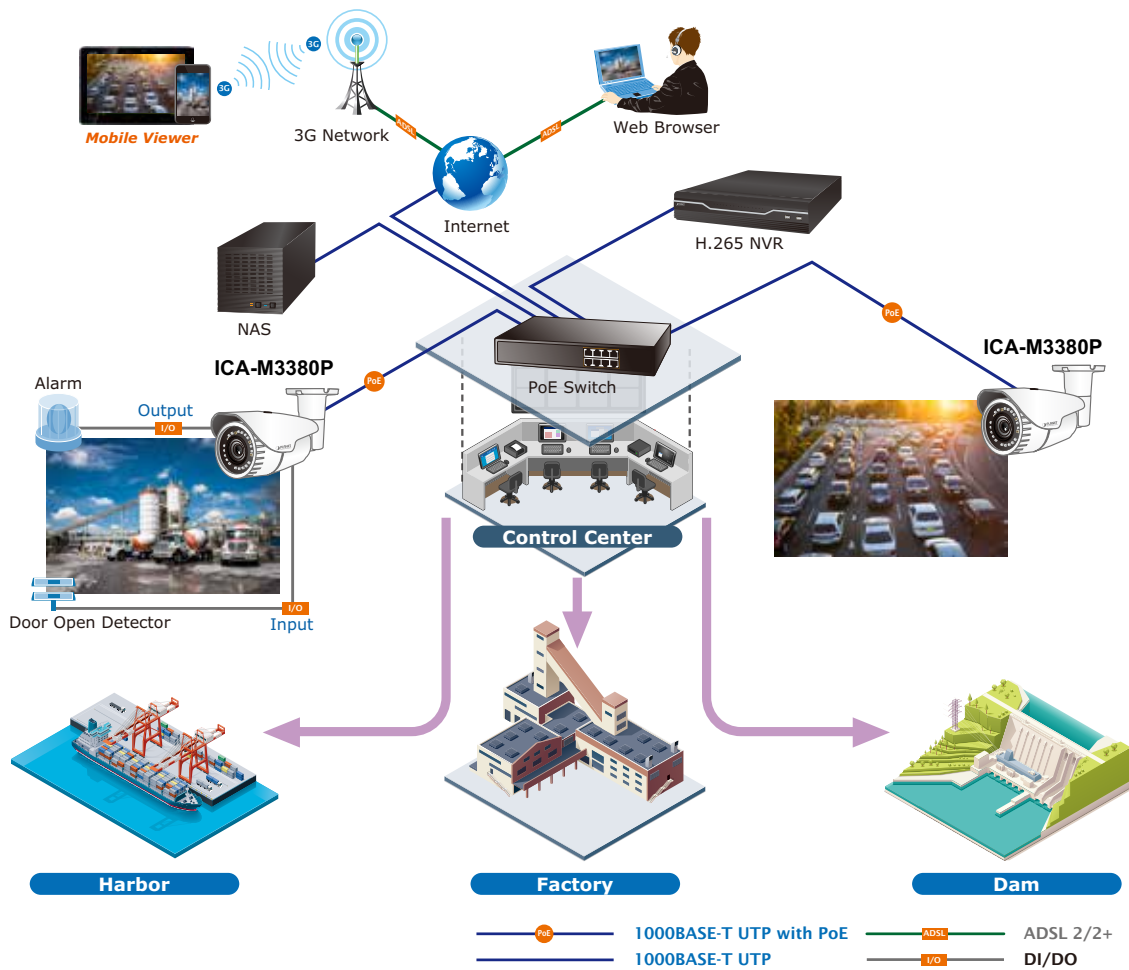 3G
3G
Mobile Viewer
3G Network
ADSL
ADSL
Web Browser
Internet
H.265 NVR
NAS
PoE
PoE Switch
ICA-M3380P
PoE
ICA-M3380P
Alarm
Output
I/O
Control Center
Door Open Detector
I/O
Input
Harbor
Factory
Dam
PoE
1000BASE-T UTP with PoE
ADSL
ADSL 2/2+
1000BASE-T UTP
I/O
DI/DO